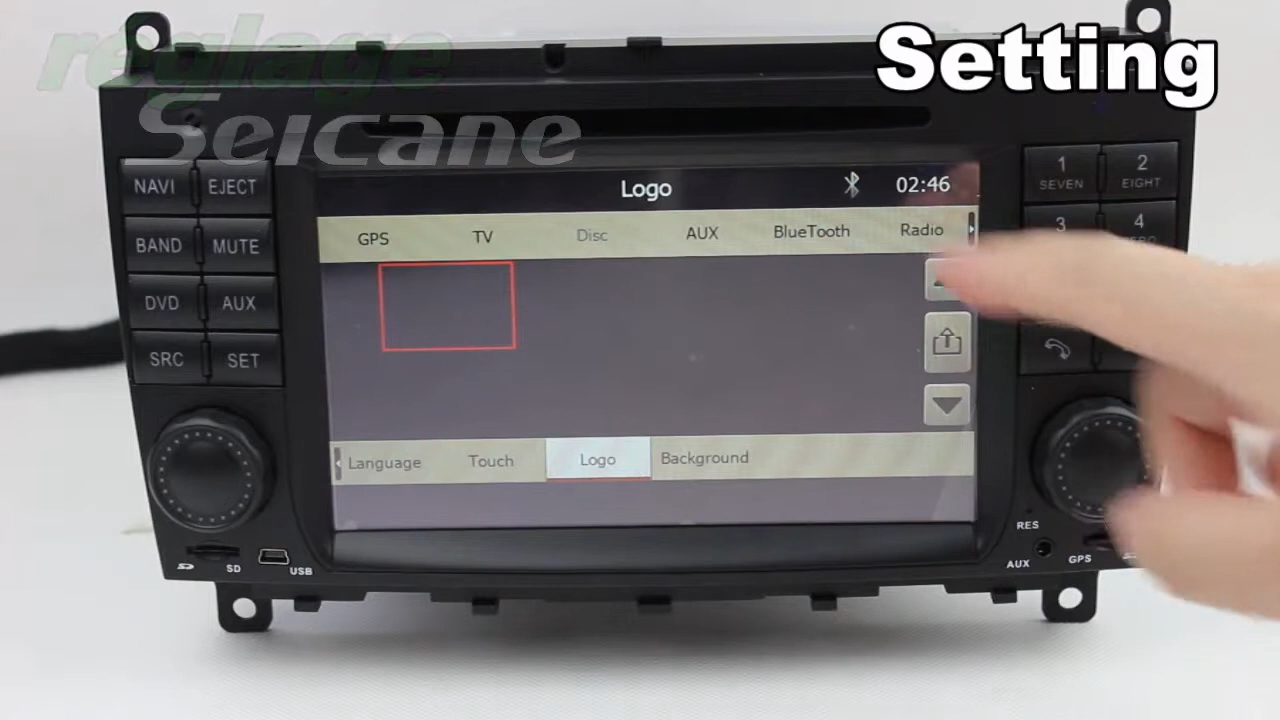 réglage
Setting
Seicane
NAVI EJECT
BAND MUTE
DVD AUX
SRC SET
Logo 02:46
GPS TV Disc AUX BlueTooth Radio
Language Touch Logo Background
1 2
SEVEN EIGHT
3 4
SD
USB
RES
AUX
GPS